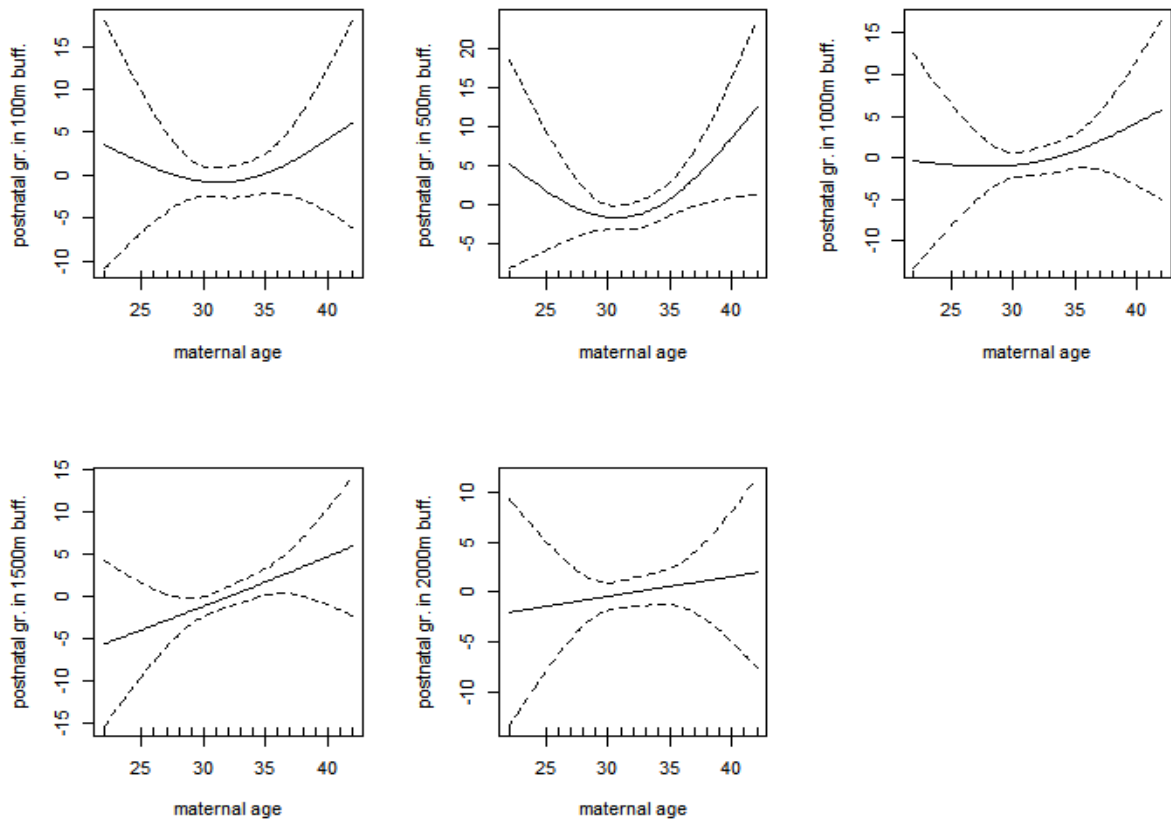 postnatal gr. in 100m buff.
15
10
5
0
-5
-10
25 30 35 40
maternal age
postnatal gr. in 500m buff.
20
15
10
5
0
-5
25 30 35 40
maternal age
postnatal gr. in 1000m buff.
15
10
5
0
-5
-10
25 30 35 40
maternal age
postnatal gr. in 1500m buff.
15
10
5
0
-5
-10
-15
25 30 35 40
maternal age
postnatal gr. in 2000m buff.
10
5
0
-5
-10
25 30 35 40
maternal age